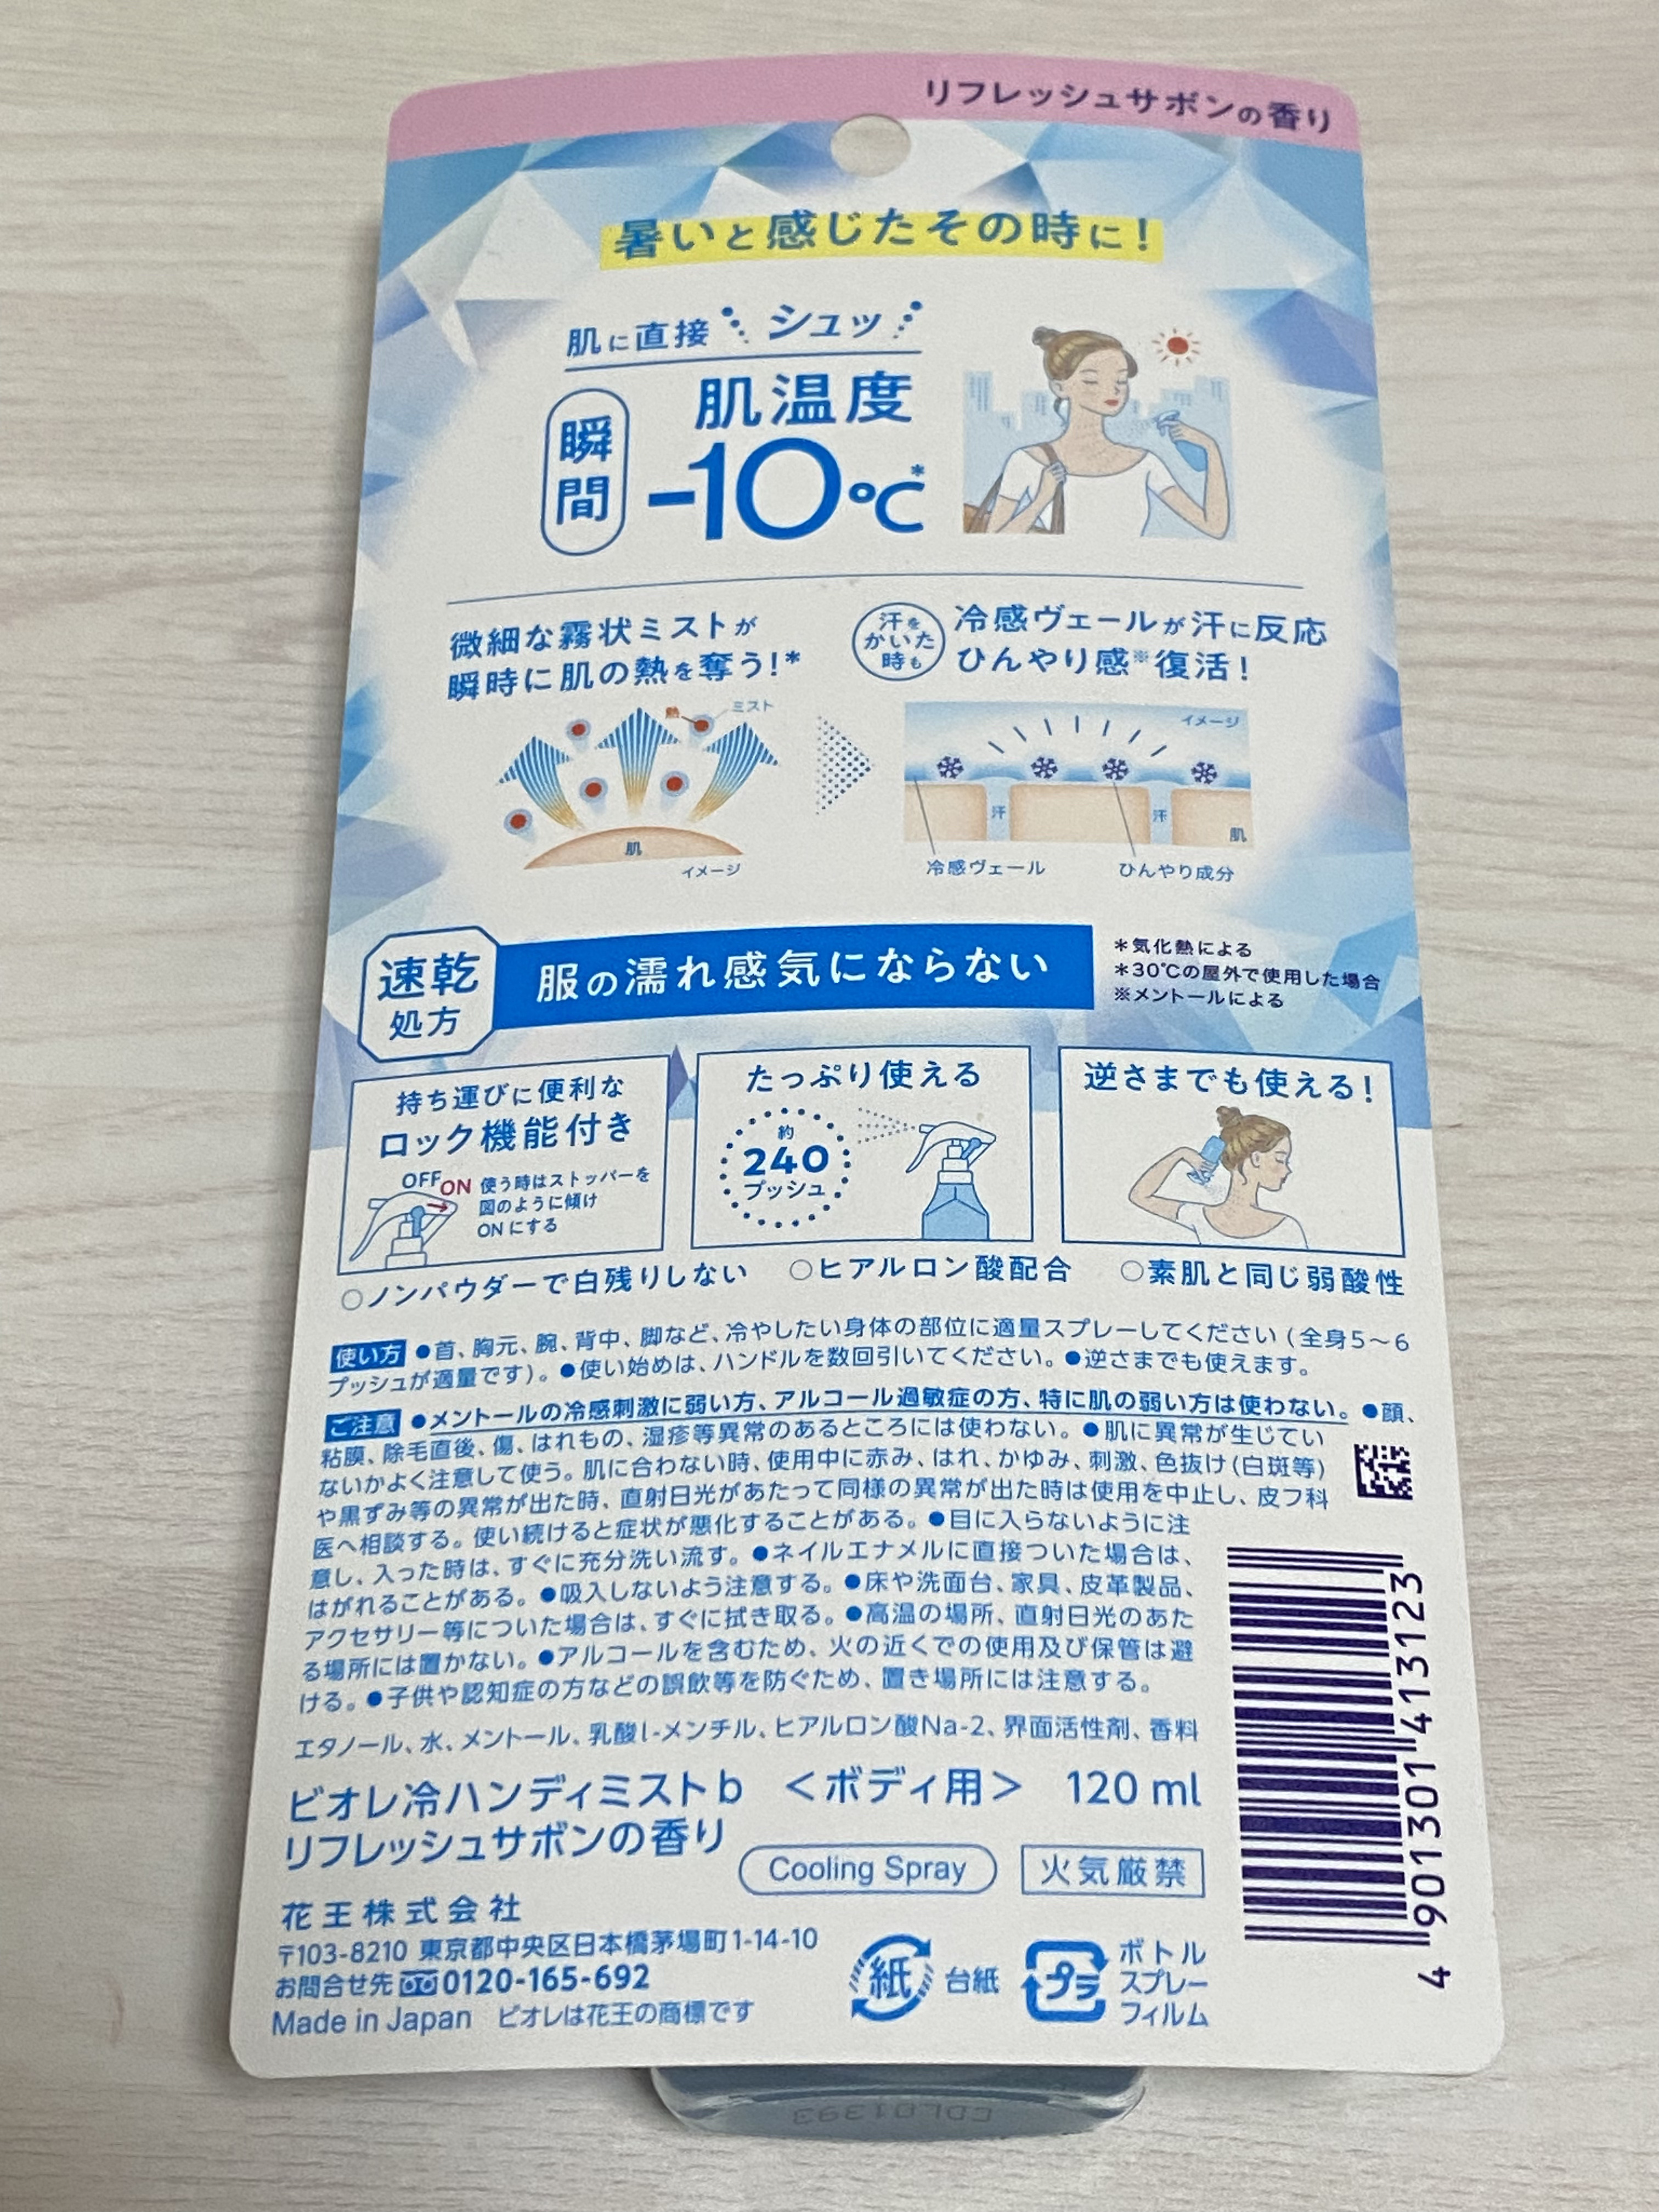 リフレッシュサボンの香り
暑いと感じたその時に!
肌に直接 シュッ
瞬間
肌温度
-10℃*
微細な霧状ミストが
瞬時に肌の熱を奪う!*
汗を
かいた
時も
冷感ヴェールが汗に反応
ひんやり感※復活!
熱
ミスト
肌
イメージ
イメージ
汗
汗
肌
冷感ヴェール
ひんやり成分
速乾
処方
服の濡れ感気にならない
*気化熱による
*30℃の屋外で使用した場合
※メントールによる
持ち運びに便利な
ロック機能付き
OFF ON
使う時はストッパーを
図のように傾け
ONにする
たっぷり使える
約
240
プッシュ
逆さまでも使える!
○ノンパウダーで白残りしない ○ヒアルロン酸配合 ○素肌と同じ弱酸性
使い方 ●首、胸元、腕、背中、脚など、冷やしたい身体の部位に適量スプレーしてください(全身5~6
プッシュが適量です)。●使い始めは、ハンドルを数回引いてください。●逆さまでも使えます。
ご注意 ●メントールの冷感刺激に弱い方、アルコール過敏症の方、特に肌の弱い方は使わない。●顔、
粘膜、除毛直後、傷、はれもの、湿疹等異常のあるところには使わない。●肌に異常が生じてい
ないかよく注意して使う。肌に合わない時、使用中に赤み、はれ、かゆみ、刺激、色抜け(白斑等)
や黒ずみ等の異常が出た時、直射日光があたって同様の異常が出た時は使用を中止し、皮フ科
医へ相談する。使い続けると症状が悪化することがある。●目に入らないように注
意し、入った時は、すぐに充分洗い流す。●ネイルエナメルに直接ついた場合は、
はがれることがある。●吸入しないよう注意する。●床や洗面台、家具、皮革製品、
アクセサリー等についた場合は、すぐに拭き取る。●高温の場所、直射日光のあた
る場所には置かない。●アルコールを含むため、火の近くでの使用及び保管は避
ける。●子供や認知症の方などの誤飲等を防ぐため、置き場所には注意する。
エタノール、水、メントール、乳酸l-メンチル、ヒアルロン酸Na-2、界面活性剤、香料
ビオレ冷ハンディミストb <ボディ用> 120 ml
リフレッシュサボンの香り
Cooling Spray
火気厳禁
花王株式会社
〒103-8210 東京都中央区日本橋茅場町1-14-10
お問合せ先 0120-165-692
Made in Japan ビオレは花王の商標です
紙
台紙
プラ
ボトル
スプレー
フィルム
4 901301 413123
CDL01393